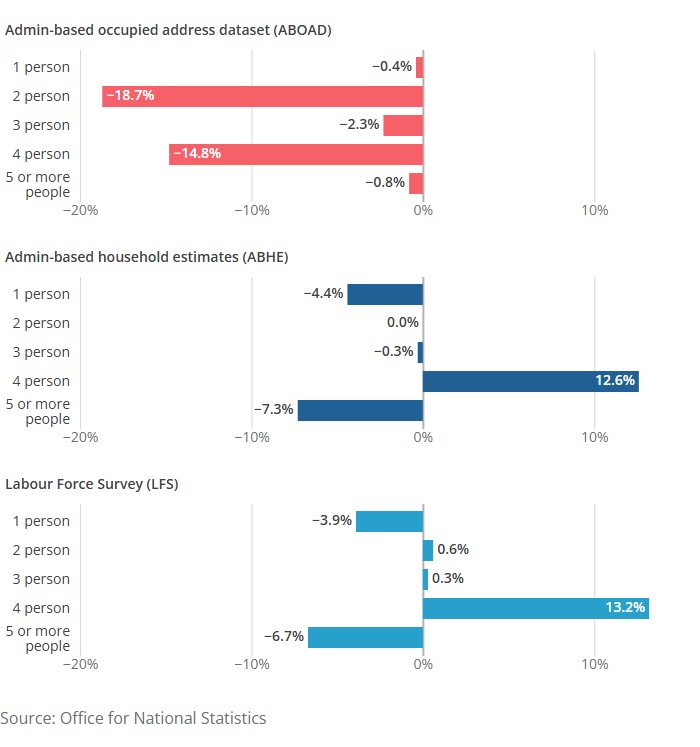 Admin-based occupied address dataset (ABOAD)
1 person
−0.4%
2 person
−18.7%
3 person
−2.3%
4 person
−14.8%
5 or more
people
−0.8%
−20%
−10%
0%
10%
Admin-based household estimates (ABHE)
1 person
−4.4%
2 person
0.0%
3 person
−0.3%
4 person
12.6%
5 or more
people
−7.3%
−20%
−10%
0%
10%
Labour Force Survey (LFS)
1 person
−3.9%
2 person
0.6%
3 person
0.3%
4 person
13.2%
5 or more
people
−6.7%
−20%
−10%
0%
10%
Source: Office for National Statistics